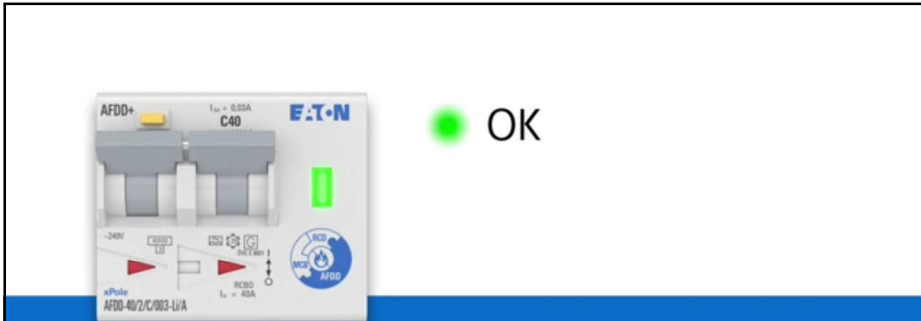 AFDD+
I∆n = 0,03A
C40
EATON
OK
~240V
6000
3
RCD
MCB
AFDD
RCBO
In = 40A
xPole
AFDD-40/2/C/003-Li/A